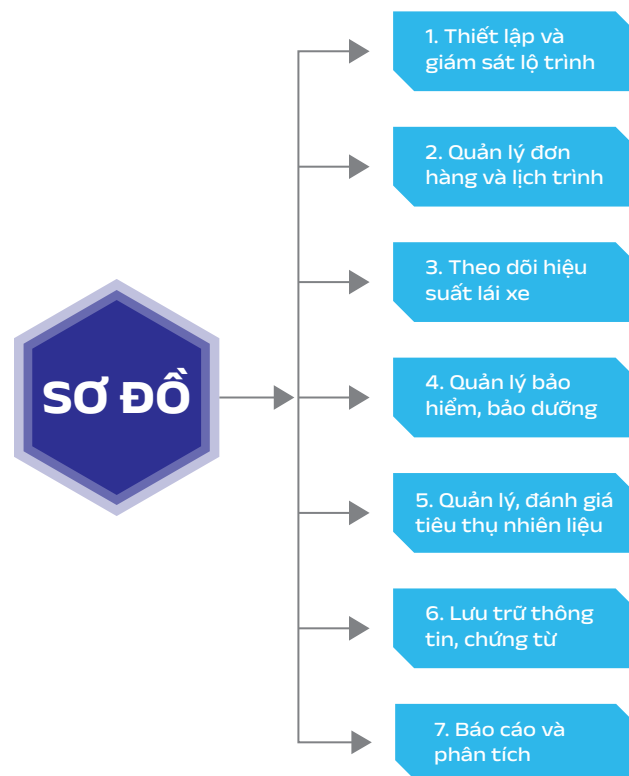 SƠ ĐỒ
1. Thiết lập và
giám sát lộ trình
2. Quản lý đơn
hàng và lịch trình
3. Theo dõi hiệu
suất lái xe
4. Quản lý bảo
hiểm, bảo dưỡng
5. Quản lý, đánh giá
tiêu thụ nhiên liệu
6. Lưu trữ thông
tin, chứng từ
7. Báo cáo và
phân tích